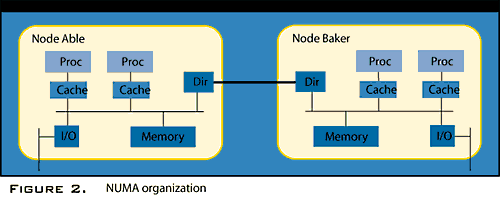 Node Able
Proc Proc
Cache Cache
Dir
I/O Memory
Node Baker
Proc Proc
Dir
Cache Cache
Memory I/O
FIGURE 2. NUMA organization